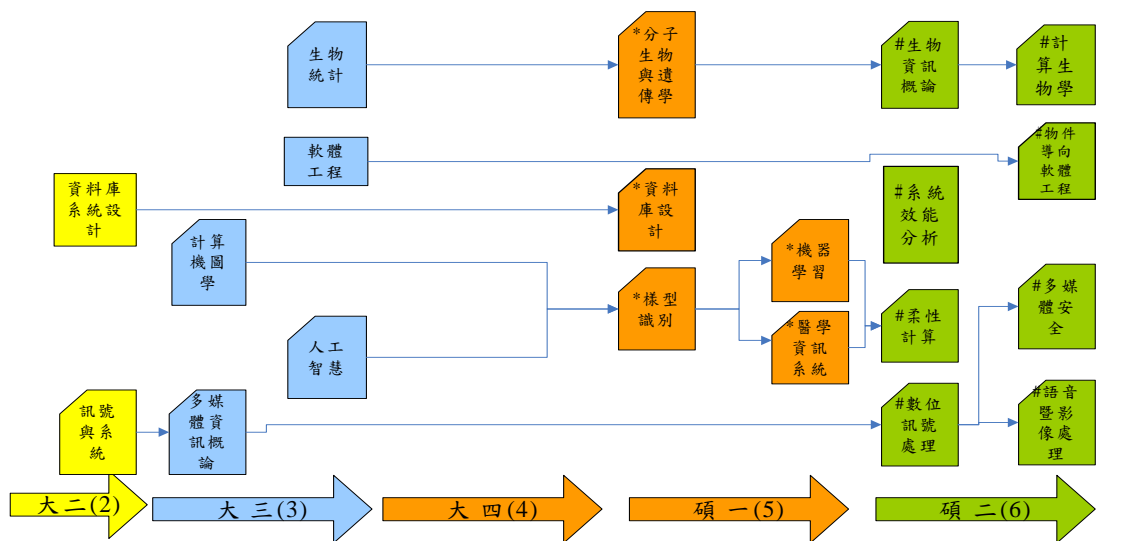 生物
統計
*分子
生物
與遺
傳學
#生物
資訊
概論
#計
算生
物學
軟體
工程
#物件
導向
軟體
工程
資料庫
系統設
計
*資料
庫設
計
#系統
效能
分析
計算
機圖
學
*機器
學習
*樣型
識別
#多媒
體安
全
人工
智慧
*醫學
資訊
系統
#柔性
計算
訊號
與系
統
多媒
體資
訊概
論
#數位
訊號
處理
#語音
暨影
像處
理
大二(2)
大 三(3)
大 四(4)
碩 一(5)
碩 二(6)